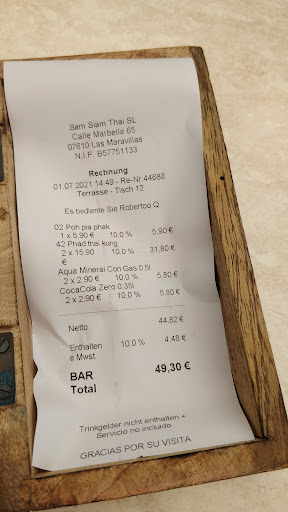 Sam Siam Thai SL
Calle Marbella 65
07610 Las Maravillas
N.I.F. B57751133
Rechnung
01.07.2021 14:49 - Re-Nr.44688
Terrasse - Tisch 12
Es bediente Sie Robertoo Q
02 Poh pia phak
1 x 5,90 € 10,0 % 5,90 €
42 Phad thai kung
2 x 15,90 € 10,0 % 31,80 €
Aqua Mineral Con Gas 0,5l
2 x 2,90 € 10,0 % 5,80 €
CocaCola Zero 0.35l
2 x 2,90 € 10,0 % 5,80 €
Netto 44,82 €
Enthalten
e Mwst. 10,0 % 4,48 €
BAR
Total 49,30 €
Trinkgelder nicht enthalten +
Servicio no incluido
GRACIAS POR SU VISITA